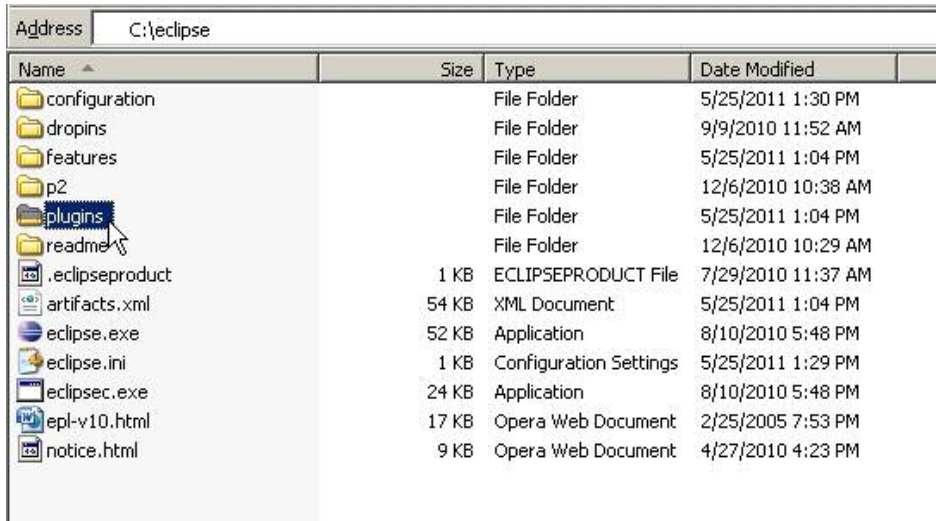 Address C:\eclipse
Name Size Type Date Modified
configuration File Folder 5/25/2011 1:30 PM
dropins File Folder 9/9/2010 11:52 AM
features File Folder 5/25/2011 1:04 PM
p2 File Folder 12/6/2010 10:38 AM
plugins File Folder 5/25/2011 1:04 PM
readme File Folder 12/6/2010 10:29 AM
.eclipseproduct 1 KB ECLIPSEPRODUCT File 7/29/2010 11:37 AM
artifacts.xml 54 KB XML Document 5/25/2011 1:04 PM
eclipse.exe 52 KB Application 8/10/2010 5:48 PM
eclipse.ini 1 KB Configuration Settings 5/25/2011 1:29 PM
eclipsec.exe 24 KB Application 8/10/2010 5:48 PM
epl-v10.html 17 KB Opera Web Document 2/25/2005 7:53 PM
notice.html 9 KB Opera Web Document 4/27/2010 4:23 PM